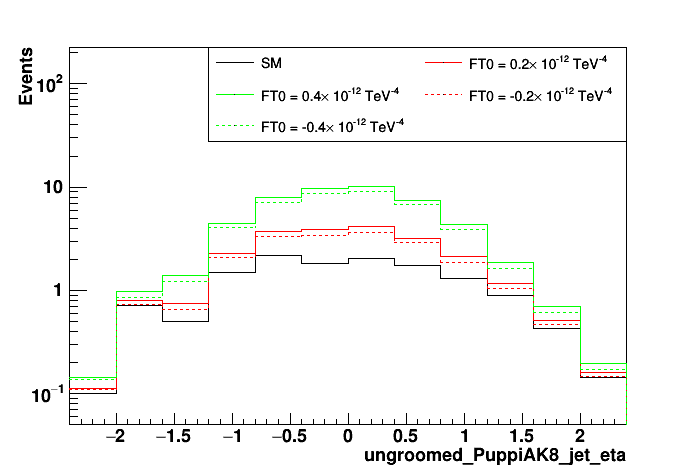 Events
SM
FT0 = 0.2× 10⁻¹² TeV⁻⁴
FT0 = 0.4× 10⁻¹² TeV⁻⁴
FT0 = -0.2× 10⁻¹² TeV⁻⁴
FT0 = -0.4× 10⁻¹² TeV⁻⁴
10²
10
1
10⁻¹
−2 −1.5 −1 −0.5 0 0.5 1 1.5 2
ungroomed_PuppiAK8_jet_eta